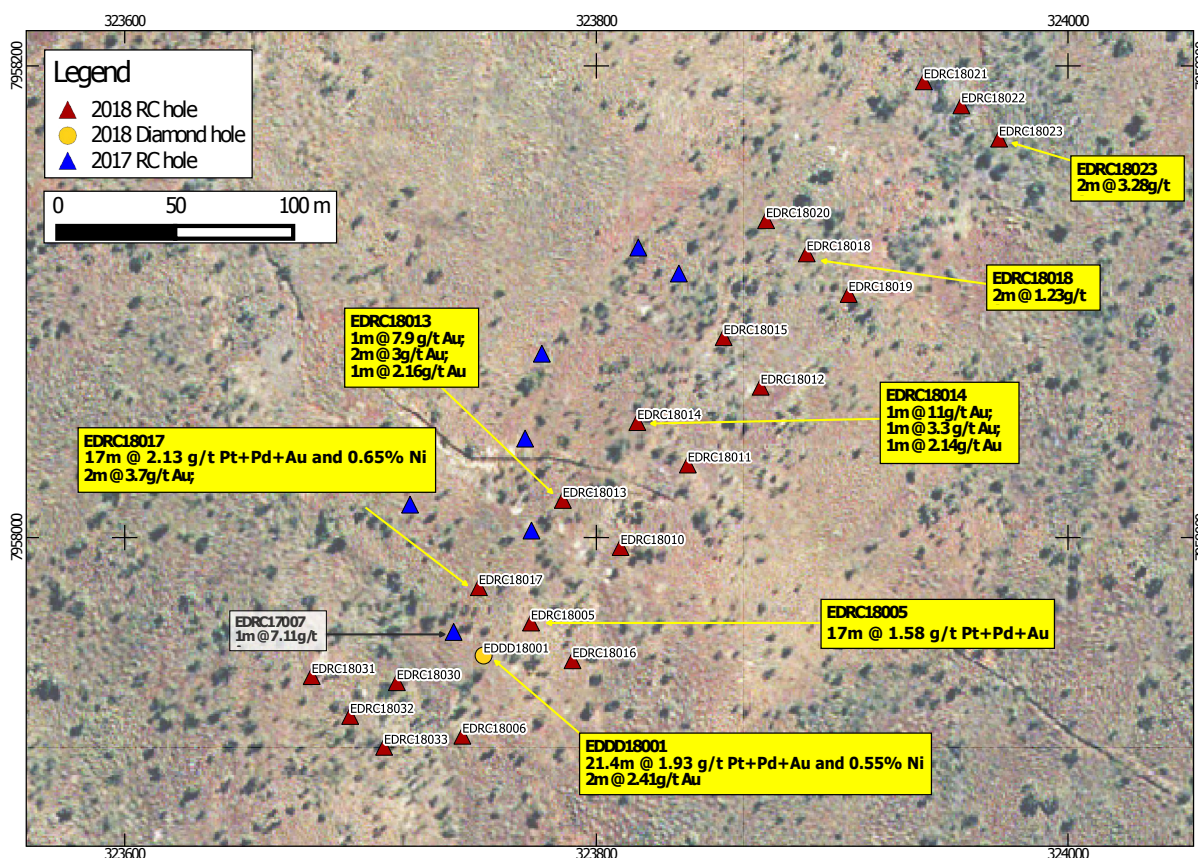 323600
323800
324000
7958200
Legend
2018 RC hole
2018 Diamond hole
2017 RC hole
0 50 100 m
EDRC18021
EDRC18022
EDRC18023
EDRC18023
2m @ 3.28g/t
EDRC18020
EDRC18018
EDRC18018
2m @ 1.23g/t
EDRC18019
EDRC18013
1m @ 7.9 g/t Au;
2m @ 3g/t Au;
1m @ 2.16g/t Au
EDRC18015
EDRC18012
EDRC18014
EDRC18014
1m @ 11g/t Au;
1m @ 3.3 g/t Au;
1m @ 2.14g/t Au
EDRC18017
17m @ 2.13 g/t Pt+Pd+Au and 0.65% Ni
2m @ 3.7g/t Au;
EDRC18011
EDRC18013
7958000
EDRC18010
EDRC18017
EDRC18005
EDRC18005
17m @ 1.58 g/t Pt+Pd+Au
EDRC17007
1m @ 7.11g/t
EDDD18001
EDRC18016
EDRC18031
EDRC18030
EDRC18032
EDRC18033
EDRC18006
EDDD18001
21.4m @ 1.93 g/t Pt+Pd+Au and 0.55% Ni
2m @ 2.41g/t Au
323600
323800
324000